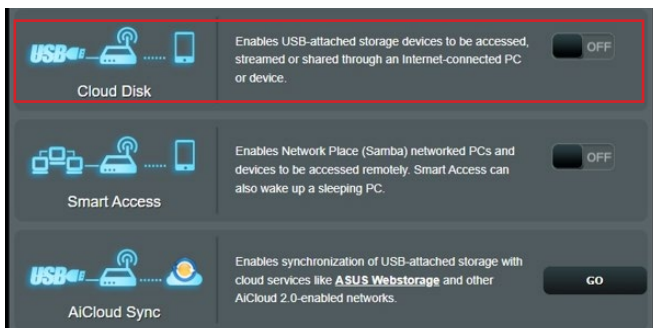 Enables USB-attached storage devices to be accessed,
USB
streamed or shared through an Internet-connected PC
OFF
or device.
Cloud Disk
Enables Network Place (Samba) networked PCs and
devices to be accessed remotely. Smart Access can
OFF
also wake up a sleeping PC.
Smart Access
Enables synchronization of USB-attached storage with
USB
cloud services like ASUS Webstorage and other
GO
AiCloud 2.0-enabled networks.
AiCloud Sync